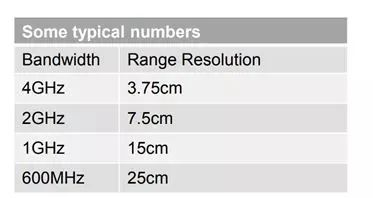 Some typical numbers
Bandwidth Range Resolution
4GHz 3.75cm
2GHz 7.5cm
1GHz 15cm
600MHz 25cm